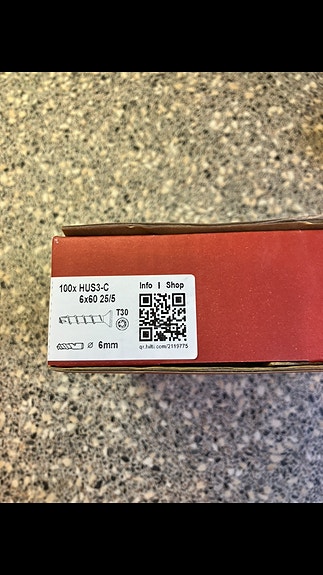 100x HUS3-C
6x60 25/5
T30
ø 6mm
Info | Shop
qr.hilti.com/2119775